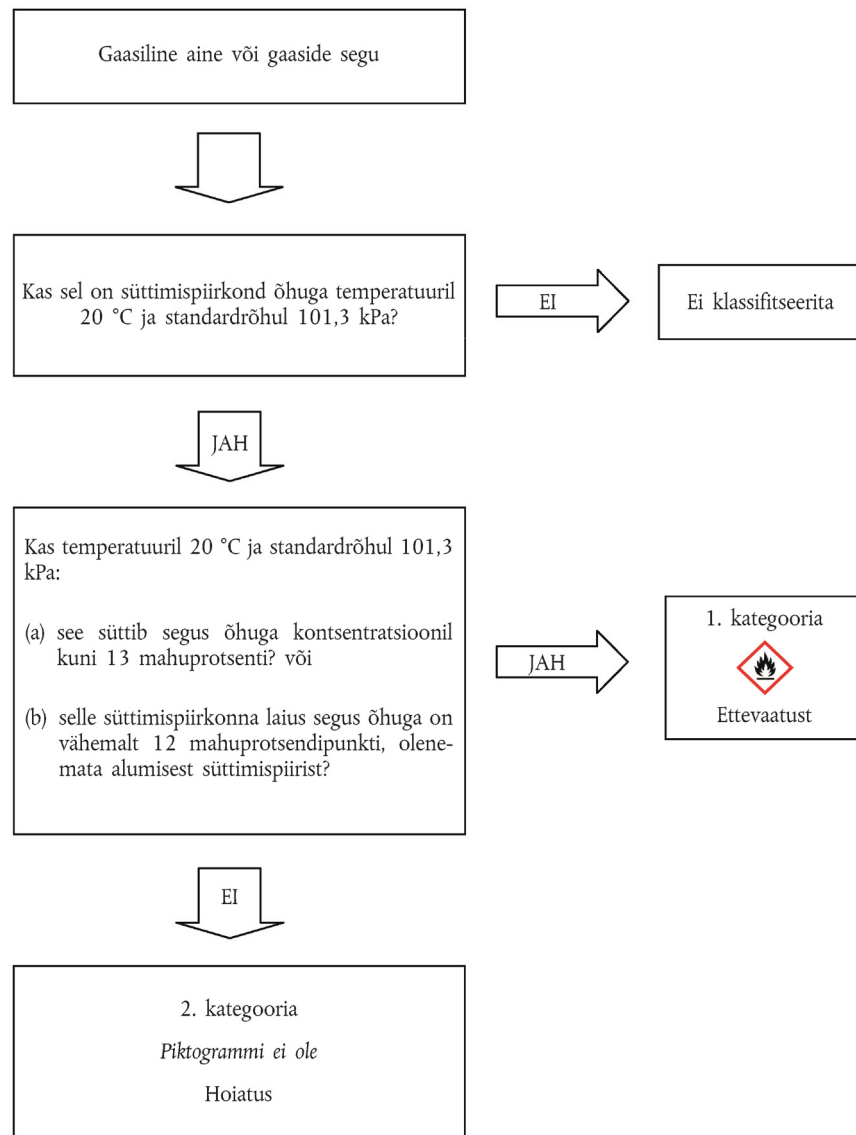 Gaasiline aine või gaaside segu
Kas sel on süttimispiirkond õhuga temperatuuril
20 °C ja standardrõhul 101,3 kPa?
EI
Ei klassifitseerita
JAH
Kas temperatuuril 20 °C ja standardrõhul 101,3
kPa:
(a) see süttib segus õhuga kontsentratsioonil
kuni 13 mahuprotsenti? või
(b) selle süttimispiirkonna laius segus õhuga on
vähemalt 12 mahuprotsendipunkti, olene-
mata alumisest süttimispiirist?
JAH
1. kategooria
Ettevaatust
EI
2. kategooria
Piktogrammi ei ole
Hoiatus